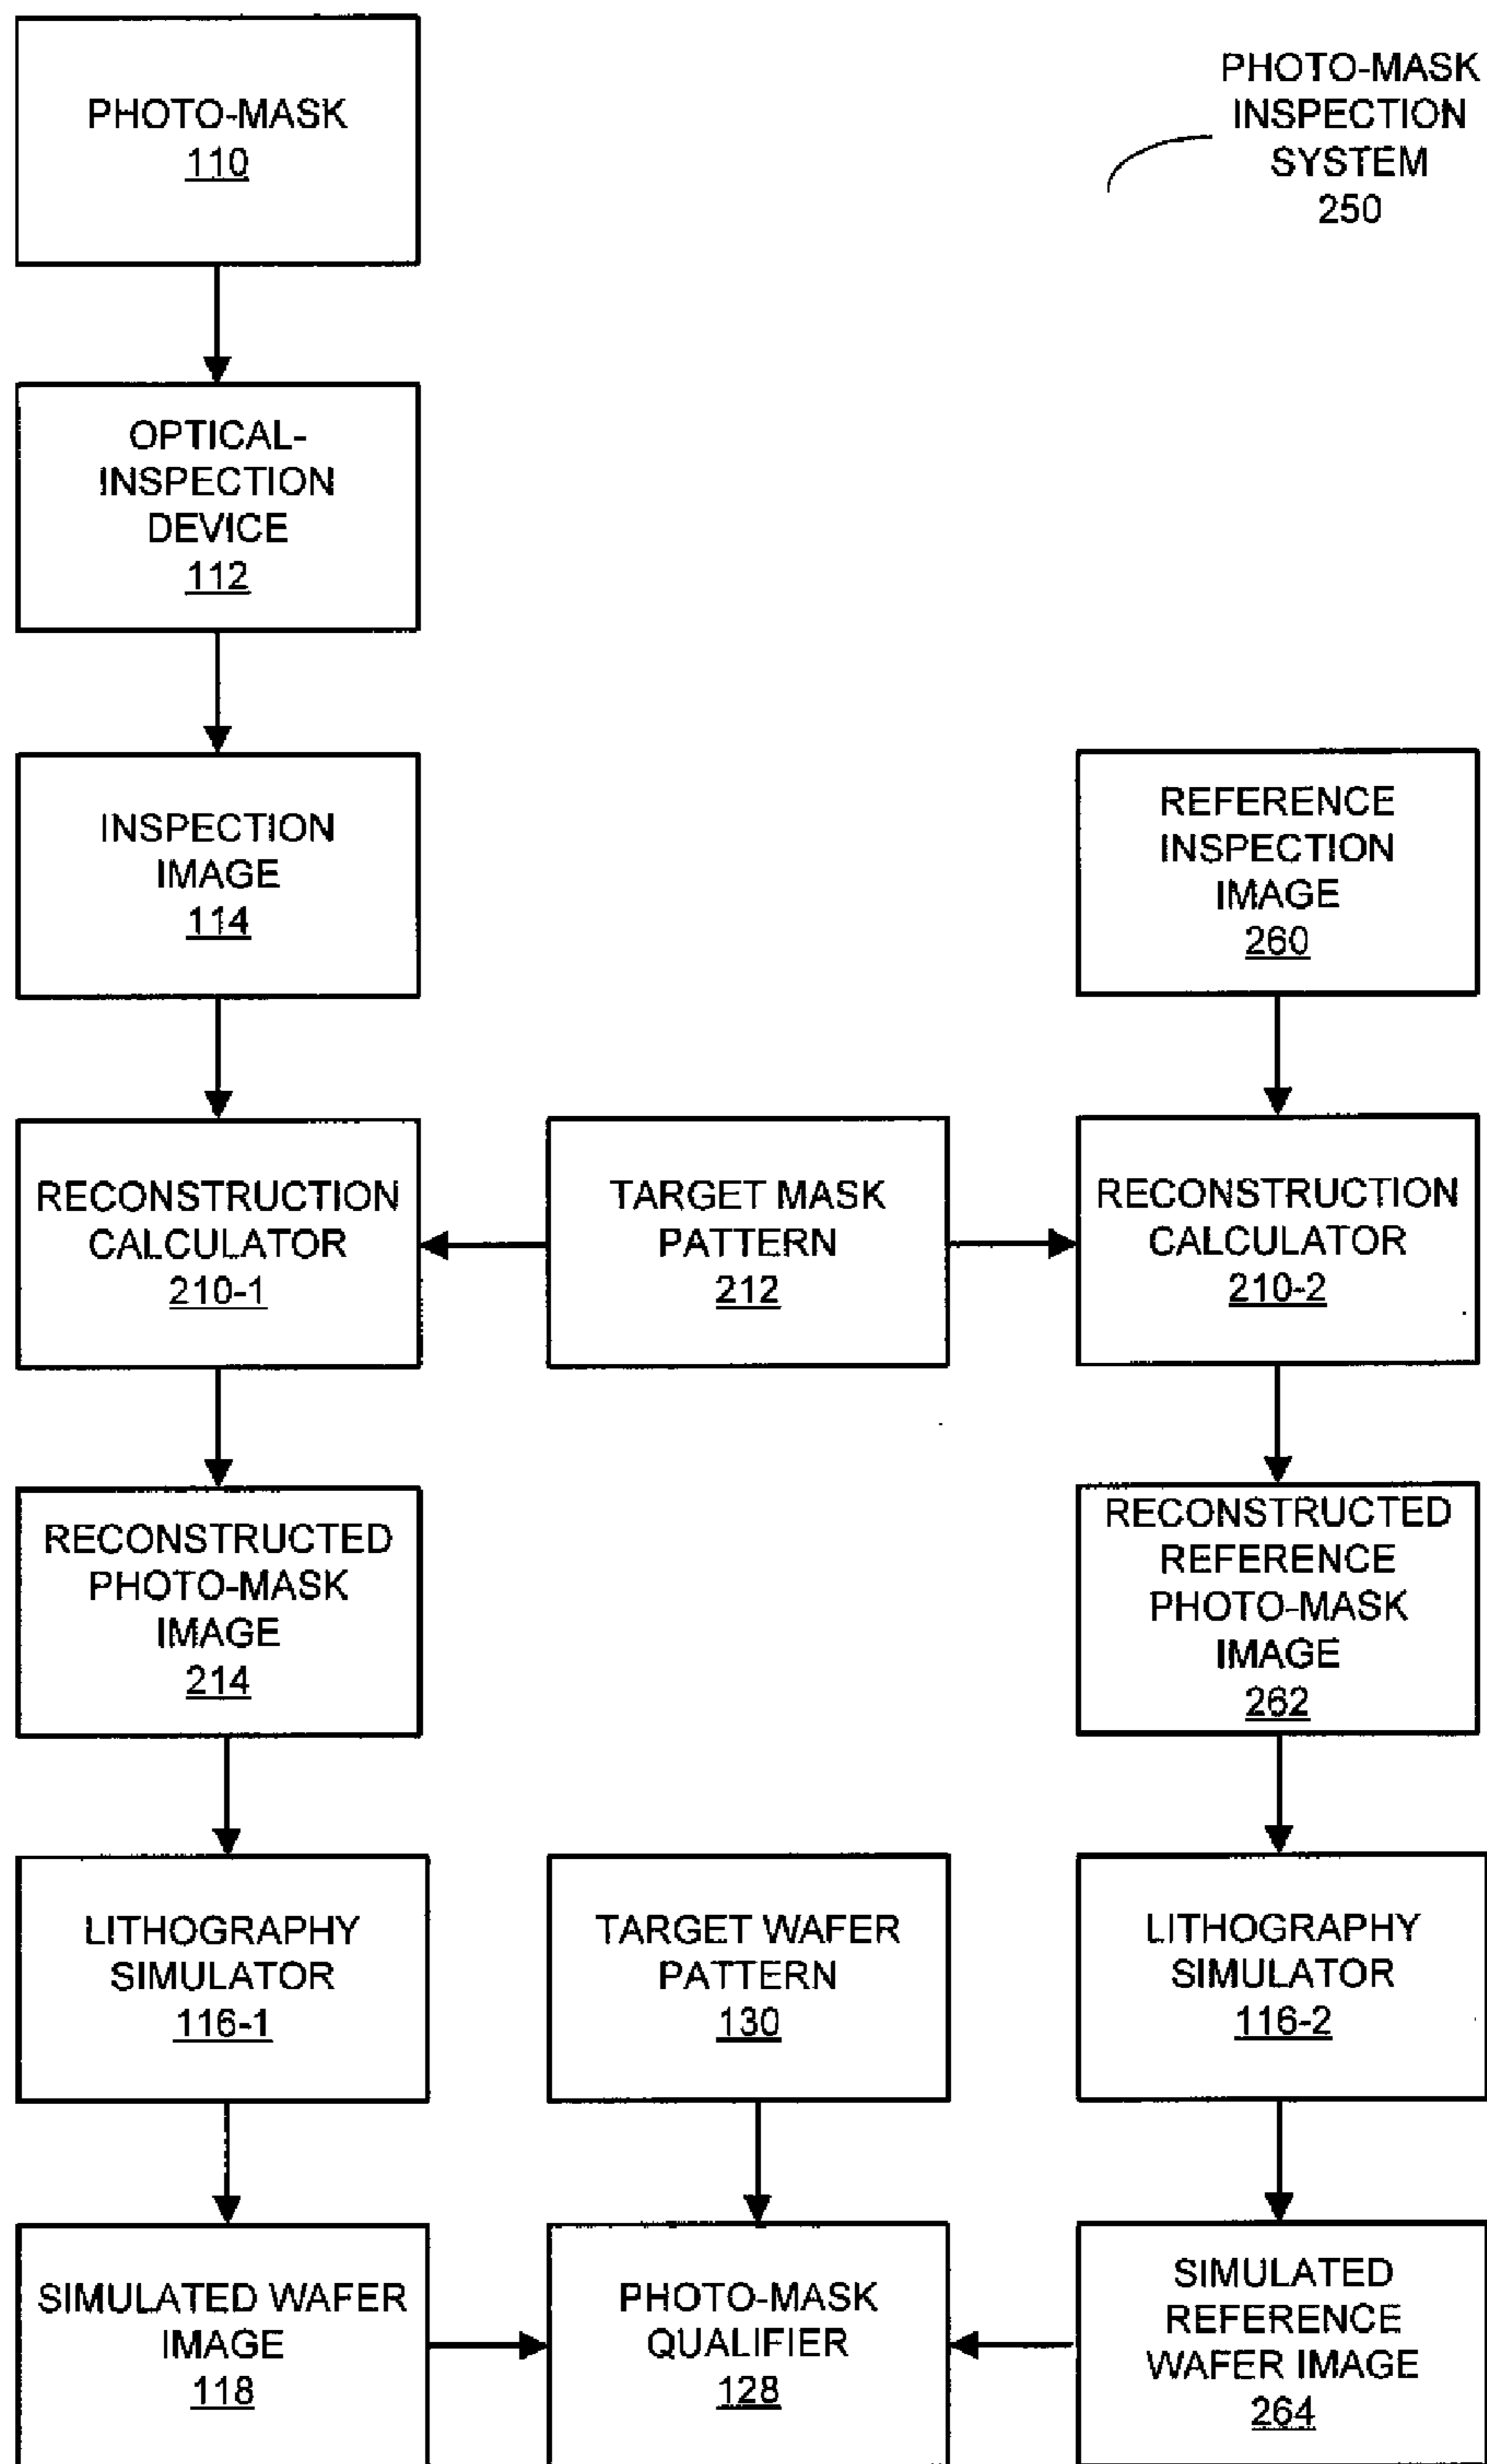 PHOTO-MASK
110
PHOTO-MASK
INSPECTION
SYSTEM
250
OPTICAL-
INSPECTION
DEVICE
112
INSPECTION
IMAGE
114
REFERENCE
INSPECTION
IMAGE
260
RECONSTRUCTION
CALCULATOR
210-1
TARGET MASK
PATTERN
212
RECONSTRUCTION
CALCULATOR
210-2
RECONSTRUCTED
PHOTO-MASK
IMAGE
214
RECONSTRUCTED
REFERENCE
PHOTO-MASK
IMAGE
262
LITHOGRAPHY
SIMULATOR
116-1
TARGET WAFER
PATTERN
130
LITHOGRAPHY
SIMULATOR
116-2
SIMULATED WAFER
IMAGE
118
PHOTO-MASK
QUALIFIER
128
SIMULATED
REFERENCE
WAFER IMAGE
264